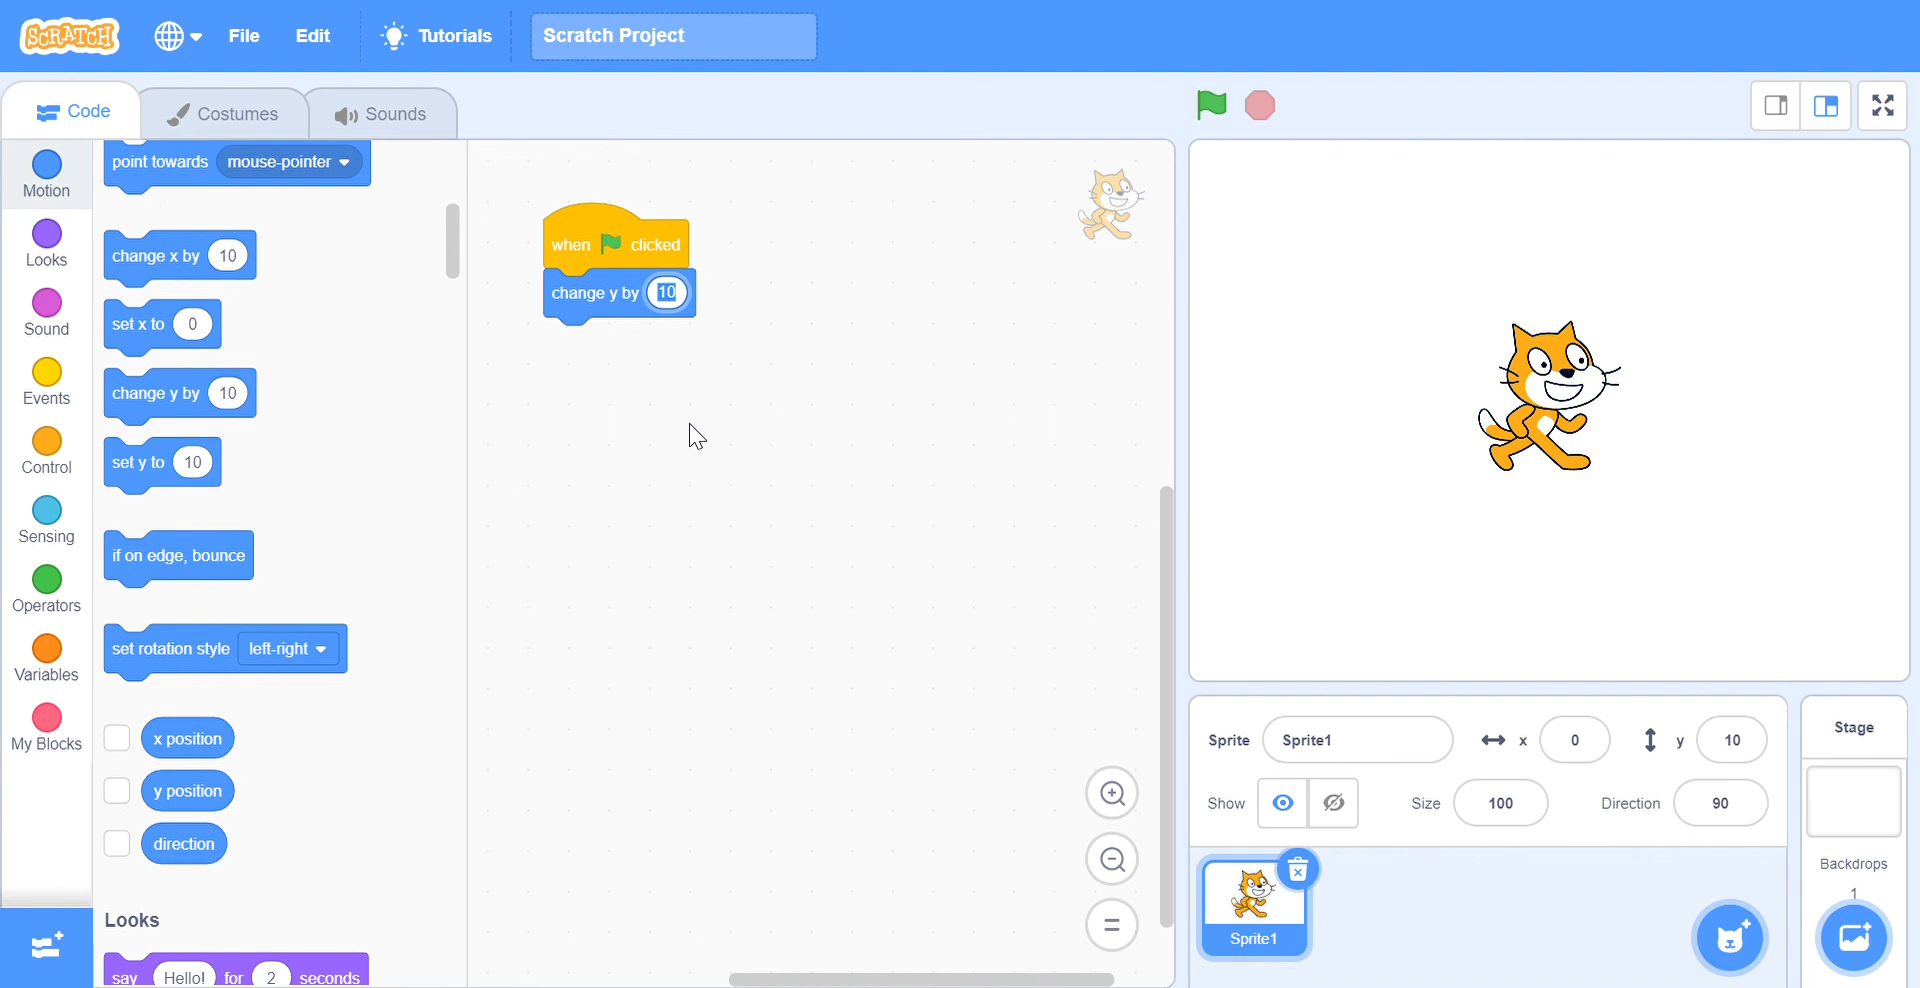 SCRATCH
File
Edit
Tutorials
Scratch Project
Code
Costumes
Sounds
Motion
Looks
Sound
Events
Control
Sensing
Operators
Variables
My Blocks
point towards mouse-pointer
change x by 10
set x to 0
change y by 10
set y to 10
if on edge, bounce
set rotation style left-right
x position
y position
direction
Looks
say Hello! for 2 seconds
when clicked
change y by 10
Sprite Sprite1 x 0 y 10
Show Size 100 Direction 90
Sprite1
Stage
Backdrops
1